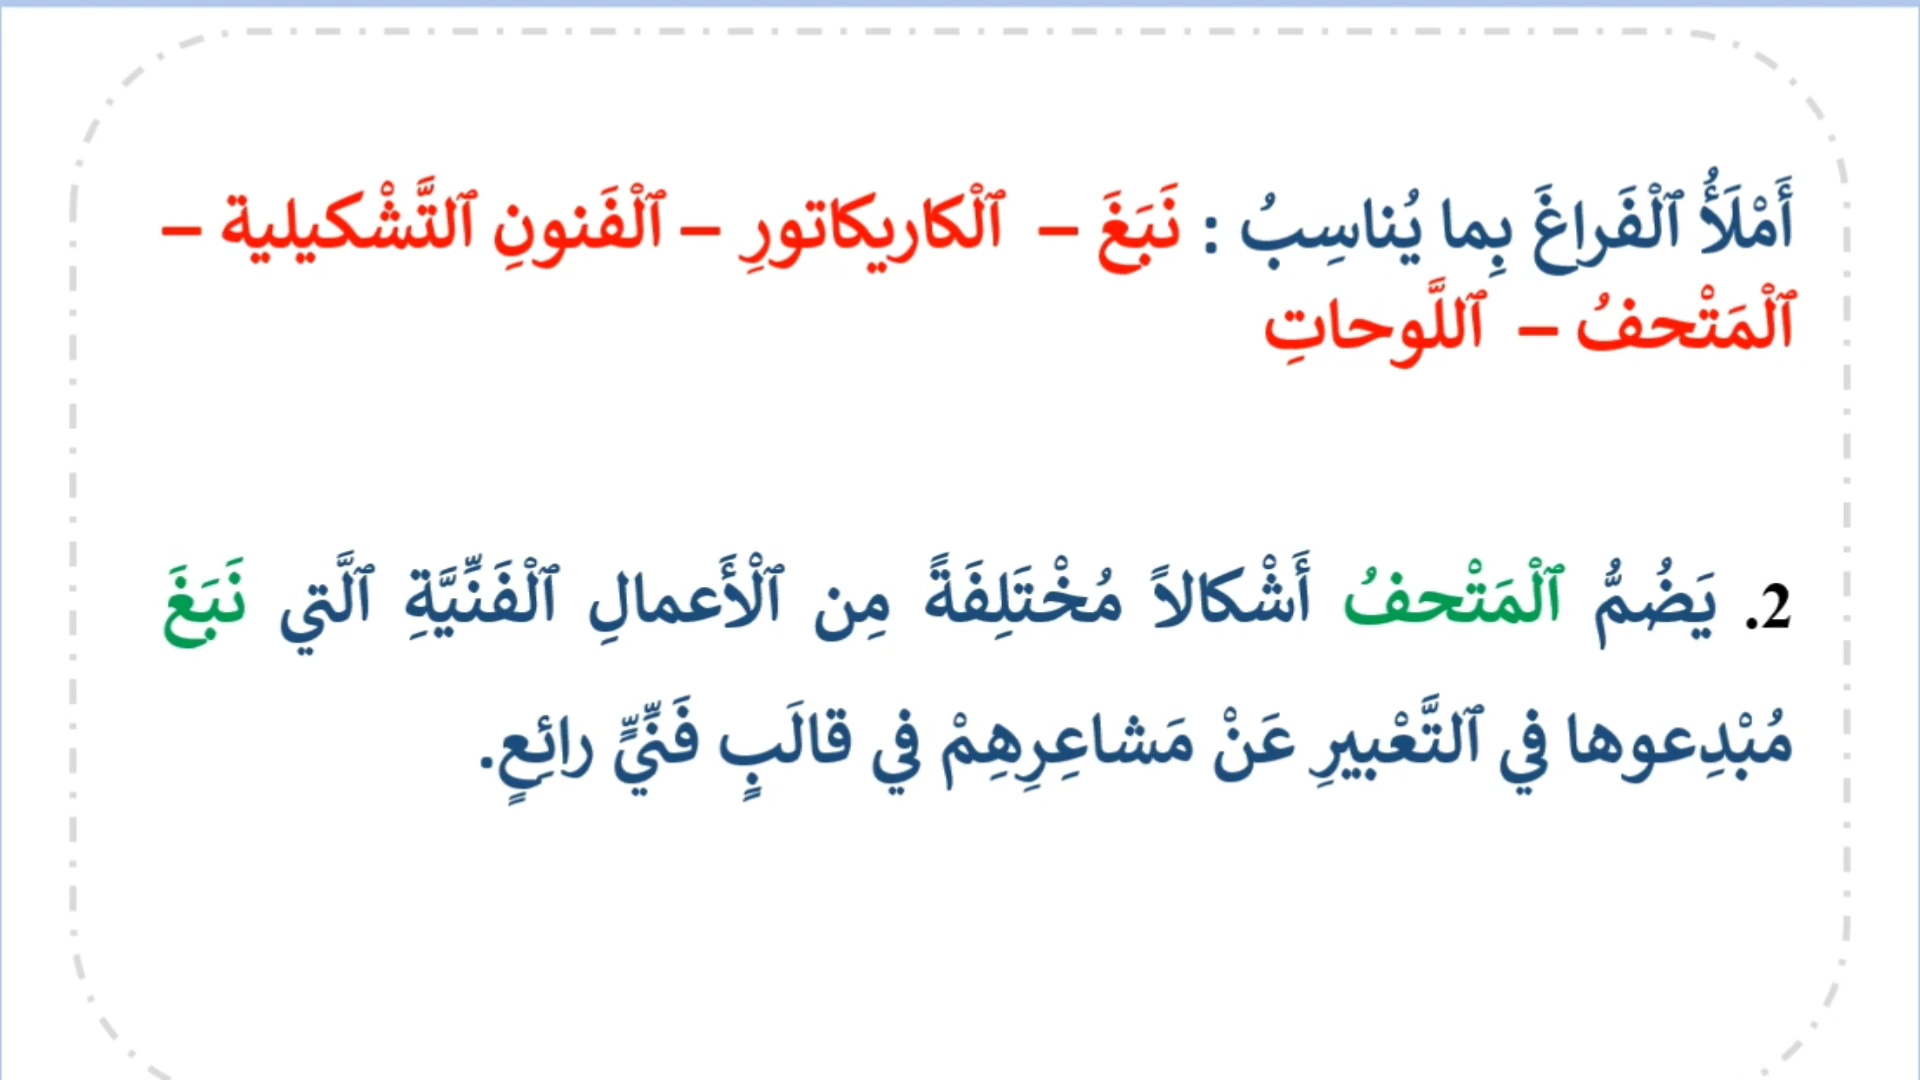 أَمْلَأُ ٱلْفَراغَ بِما يُناسِبُ : نَبَغَ – ٱلْكاريكاتورِ – ٱلْفَنونِ ٱلتَّشْكيلية –
ٱلْمَتْحفُ – ٱللَّوحاتِ
2. يَضُمُّ ٱلْمَتْحفُ أَشْكالاً مُخْتَلِفَةً مِن ٱلْأَعمالِ ٱلْفَنِّيَّةِ ٱلَّتي نَبَغَ
مُبْدِعوها في ٱلتَّعْبيرِ عَنْ مَشاعِرِهِمْ في قالَبٍ فَنِّيٍّ رائِعٍ.